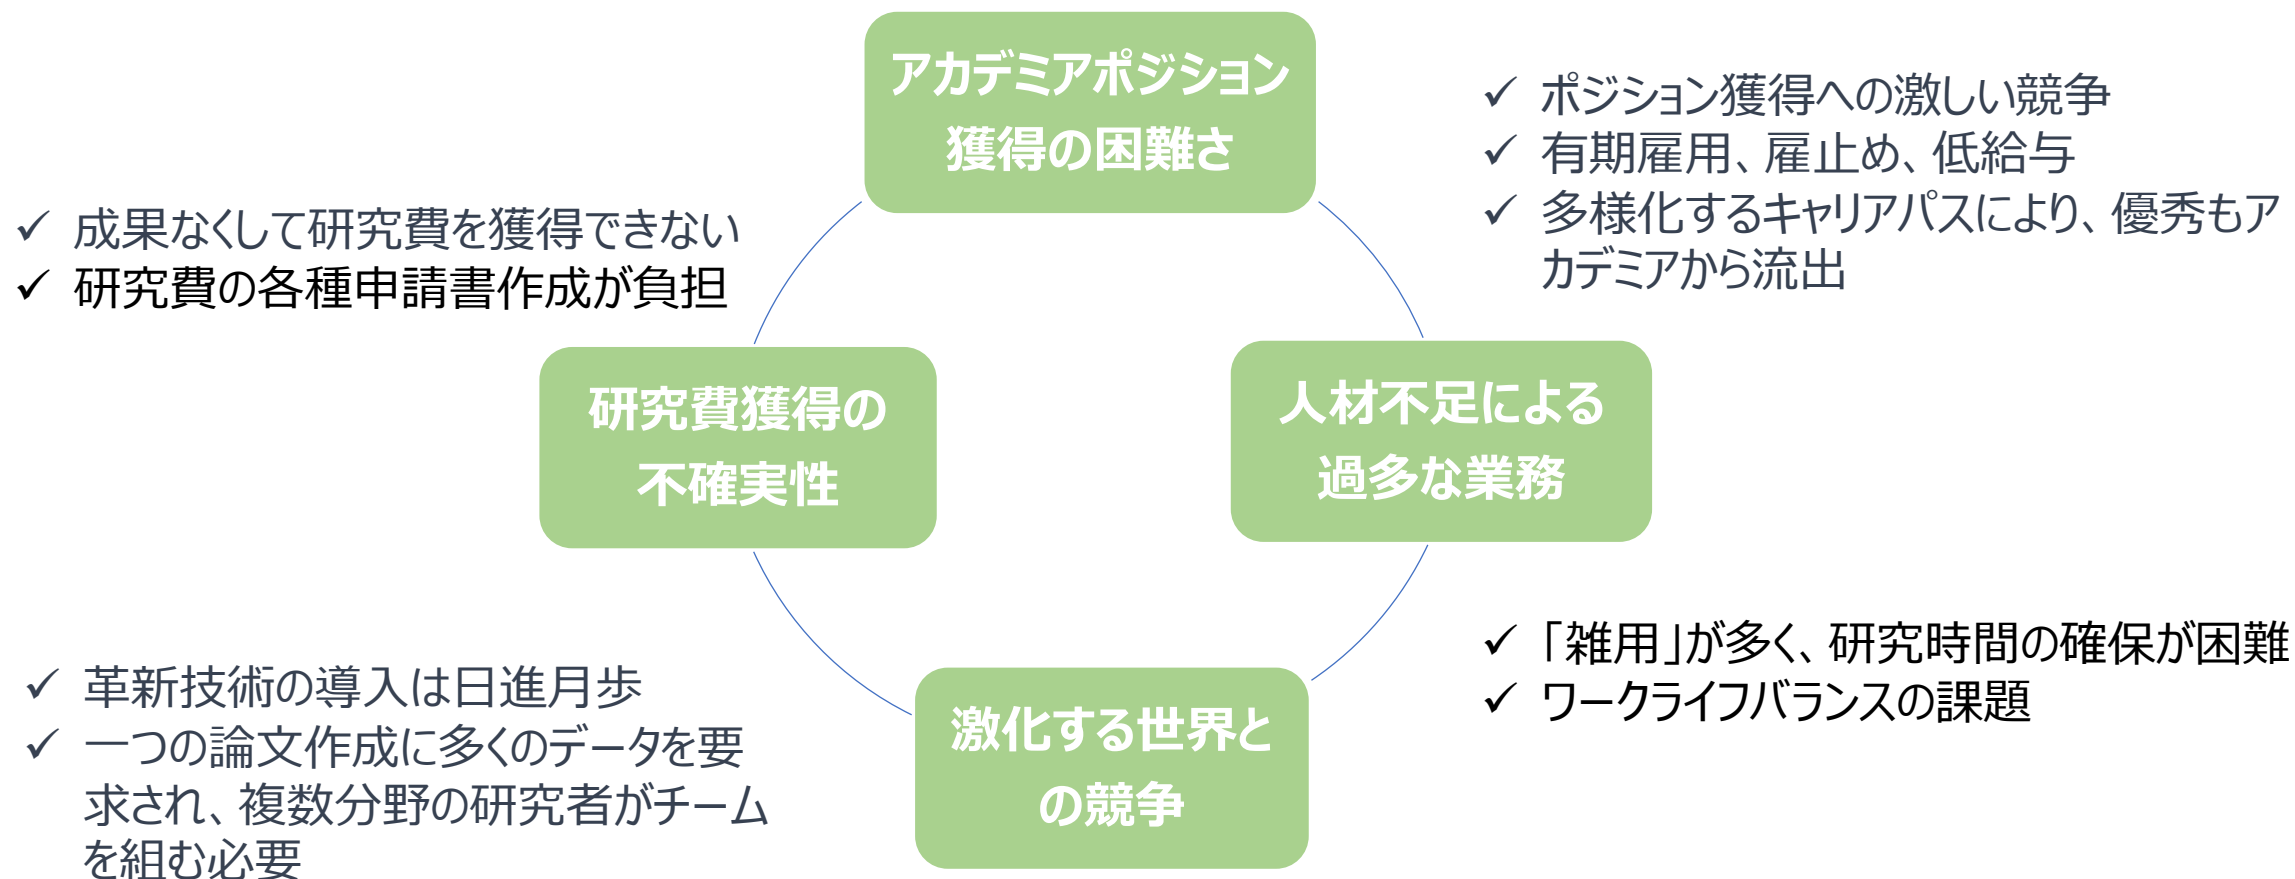 アカデミアポジション
獲得の困難さ
✓ ポジション獲得への激しい競争
✓ 有期雇用、雇止め、低給与
✓ 多様化するキャリアパスにより、優秀もア
カデミアから流出
✓ 成果なくして研究費を獲得できない
✓ 研究費の各種申請書作成が負担
研究費獲得の
不確実性
人材不足による
過多な業務
✓ 「雑用」が多く、研究時間の確保が困難
✓ ワークライフバランスの課題
✓ 革新技術の導入は日進月歩
✓ 一つの論文作成に多くのデータを要
求され、複数分野の研究者がチーム
を組む必要
激化する世界と
の競争